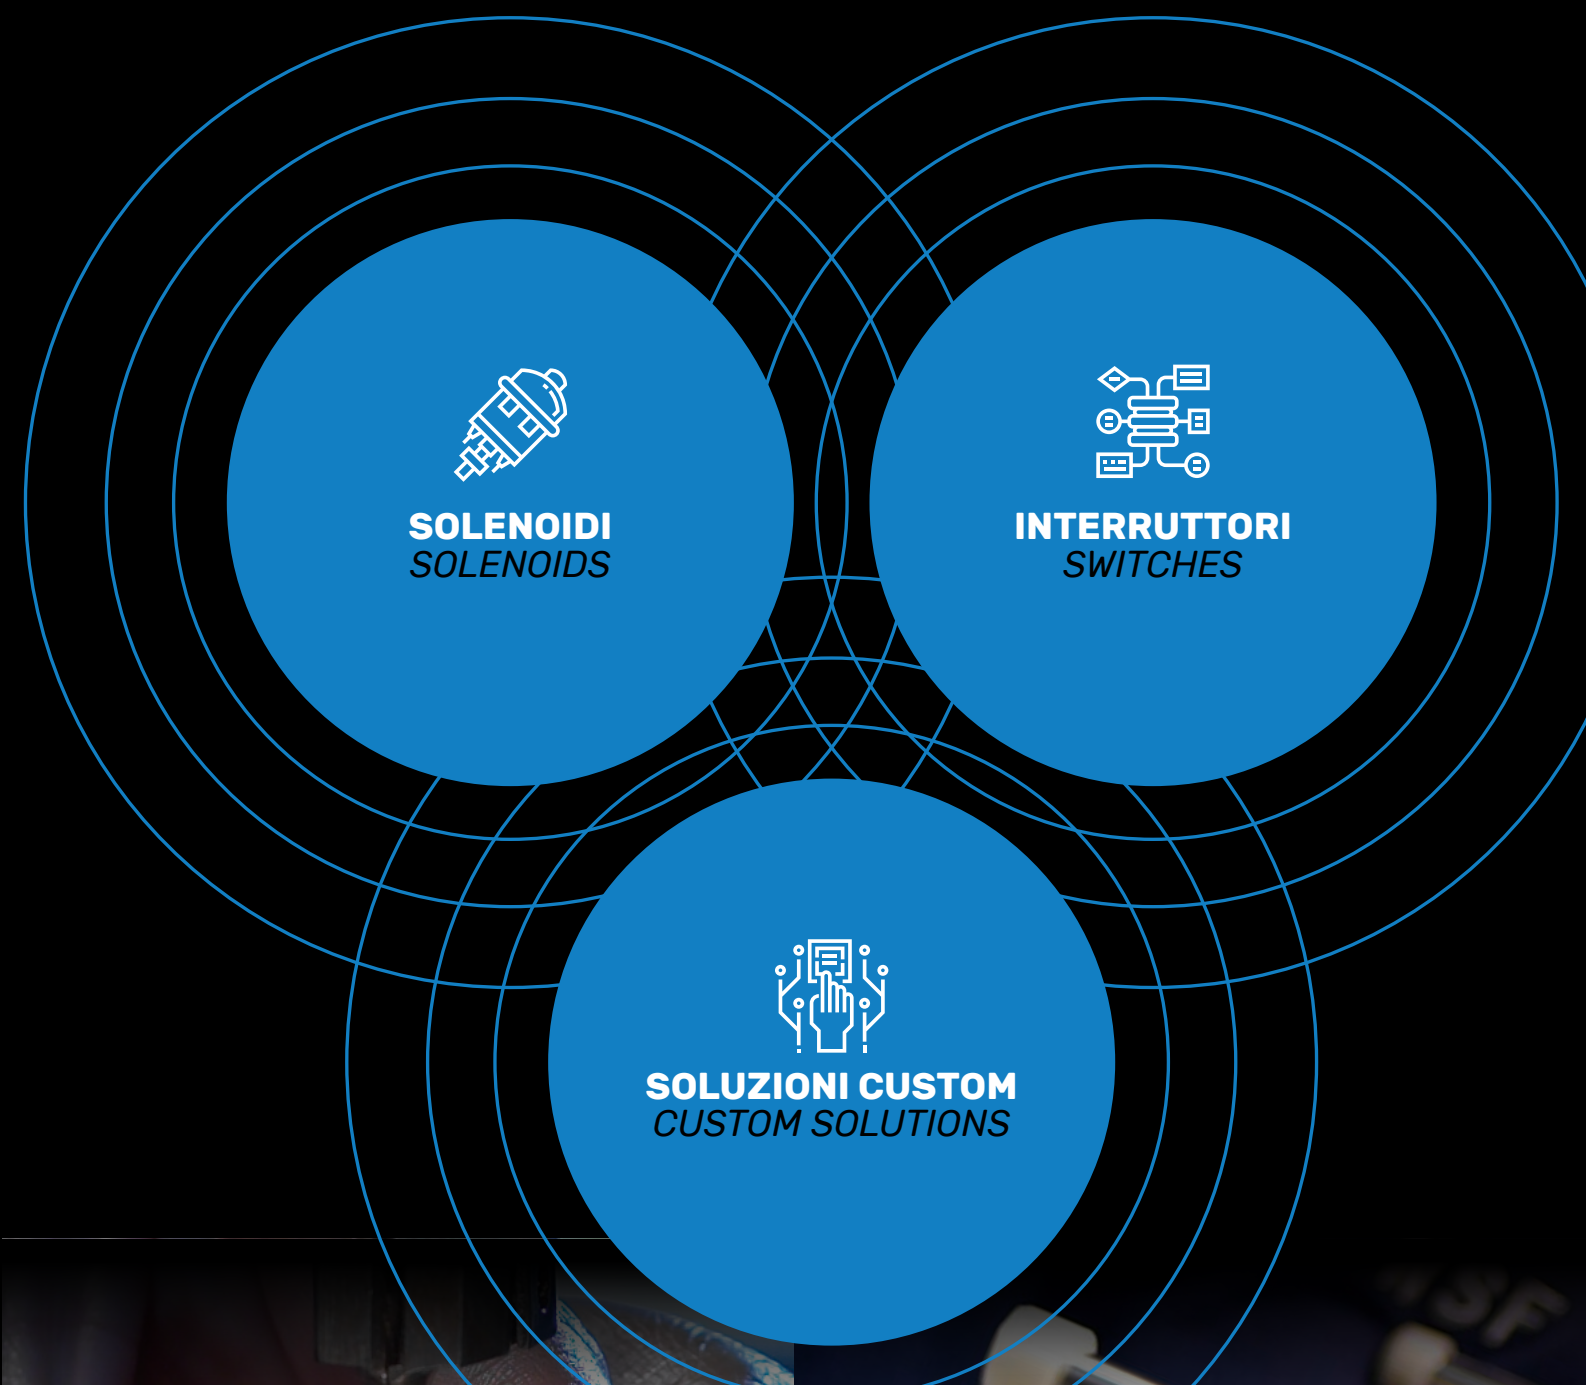 SOLENOIDI
SOLENOIDS
INTERRUTTORI
SWITCHES
SOLUZIONI CUSTOM
CUSTOM SOLUTIONS